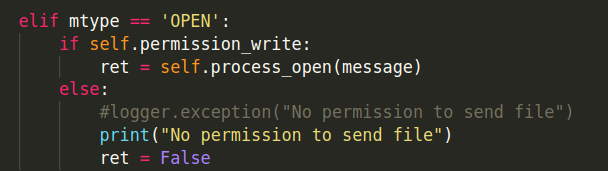 elif mtype == 'OPEN':
    if self.permission_write:
        ret = self.process_open(message)
    else:
        #logger.exception("No permission to send file")
        print("No permission to send file")
        ret = False